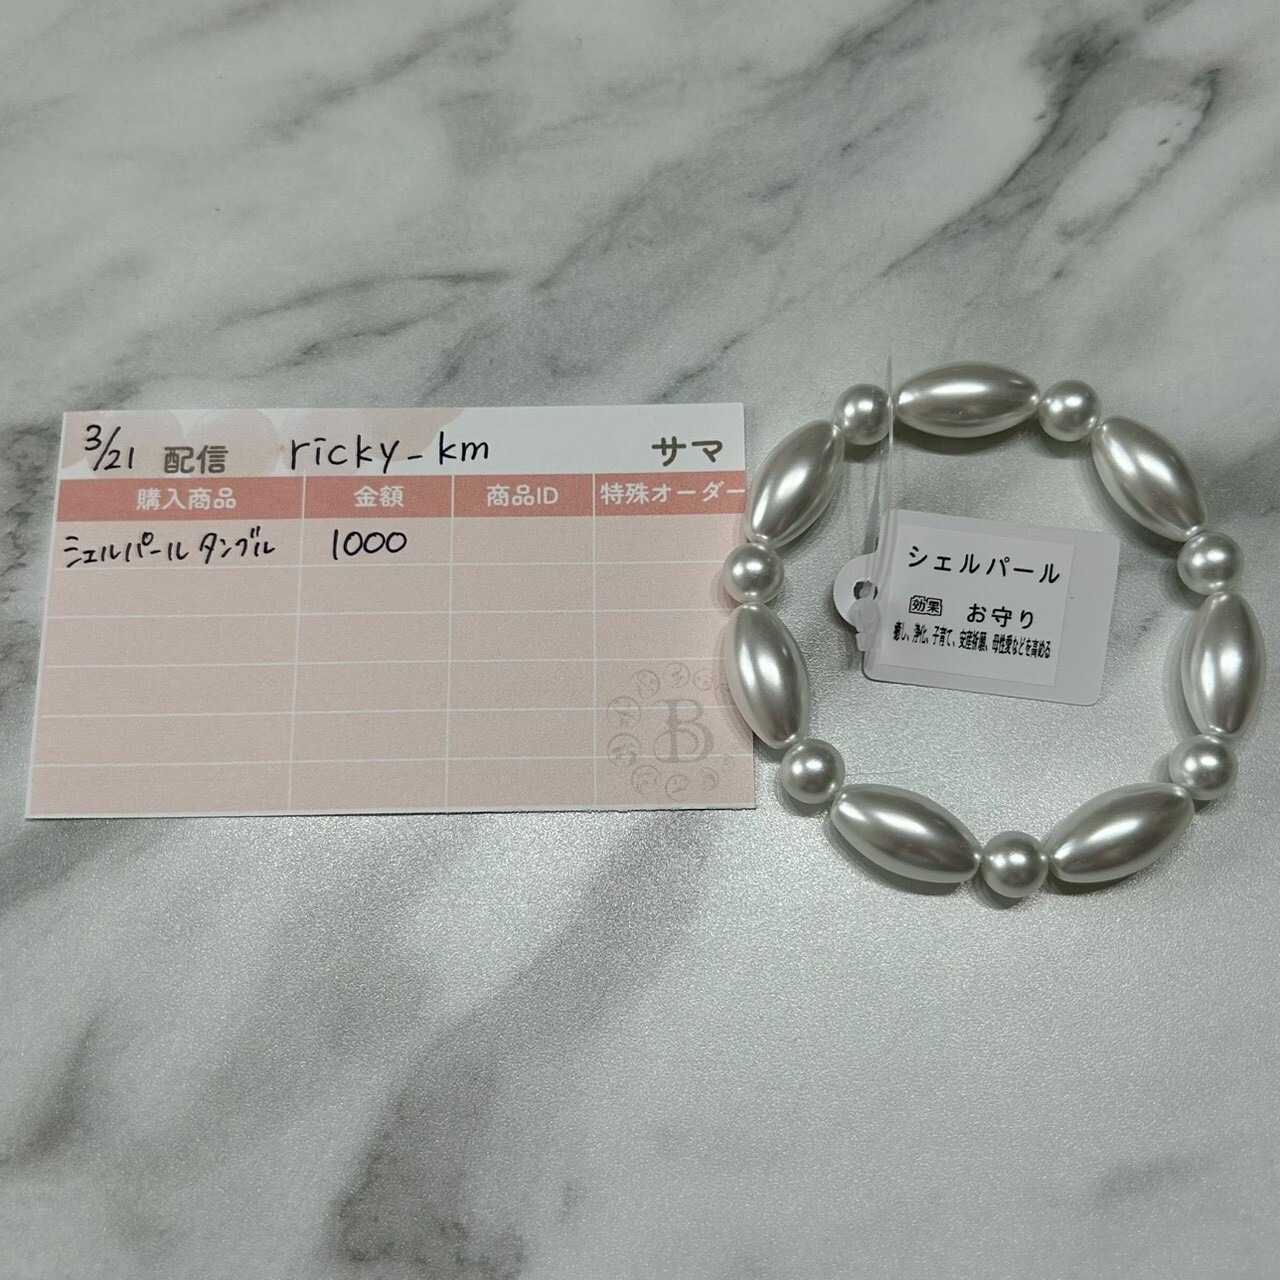 3/21 配信 ricky_km サマ
購入商品 金額 商品ID 特殊オーダー
シェルパール タンブル 1000
B
シェルパール
効果 お守り
癒し、浄化、子育て、安産祈願、母性愛などを高める